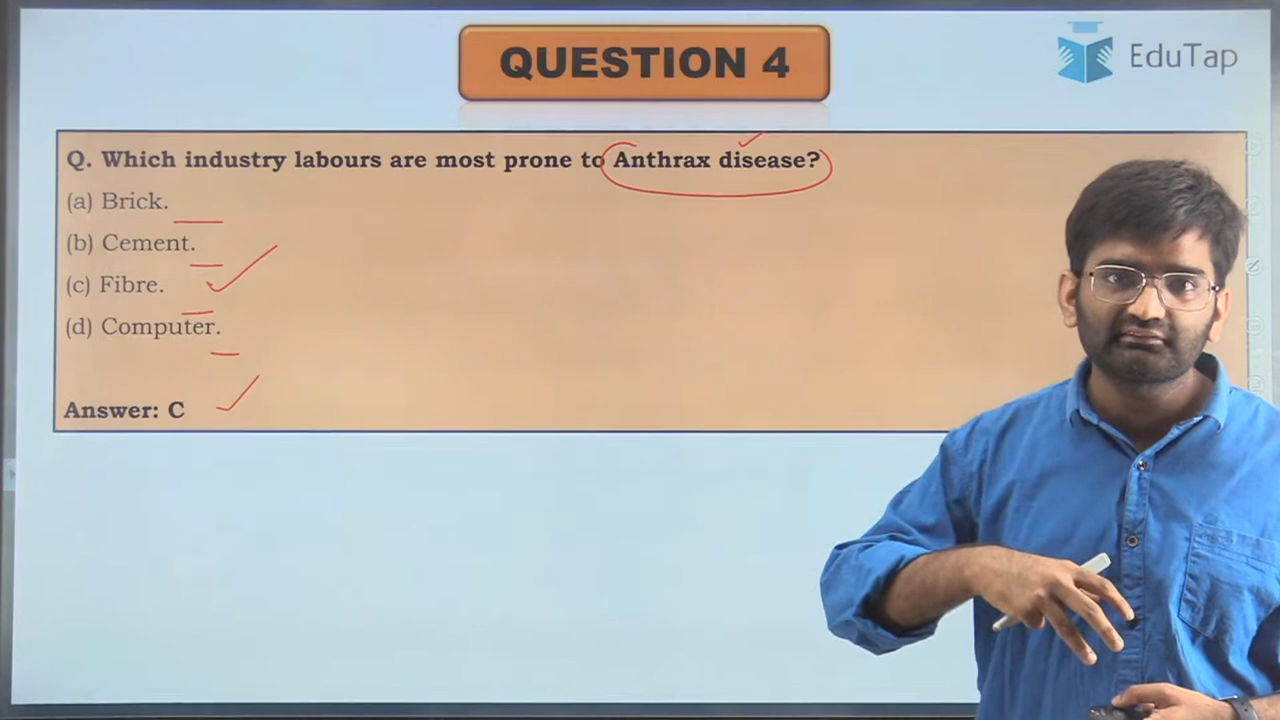 QUESTION 4
EduTap
Q. Which industry labours are most prone to Anthrax disease?
(a) Brick.
(b) Cement.
(c) Fibre.
(d) Computer.
Answer: C